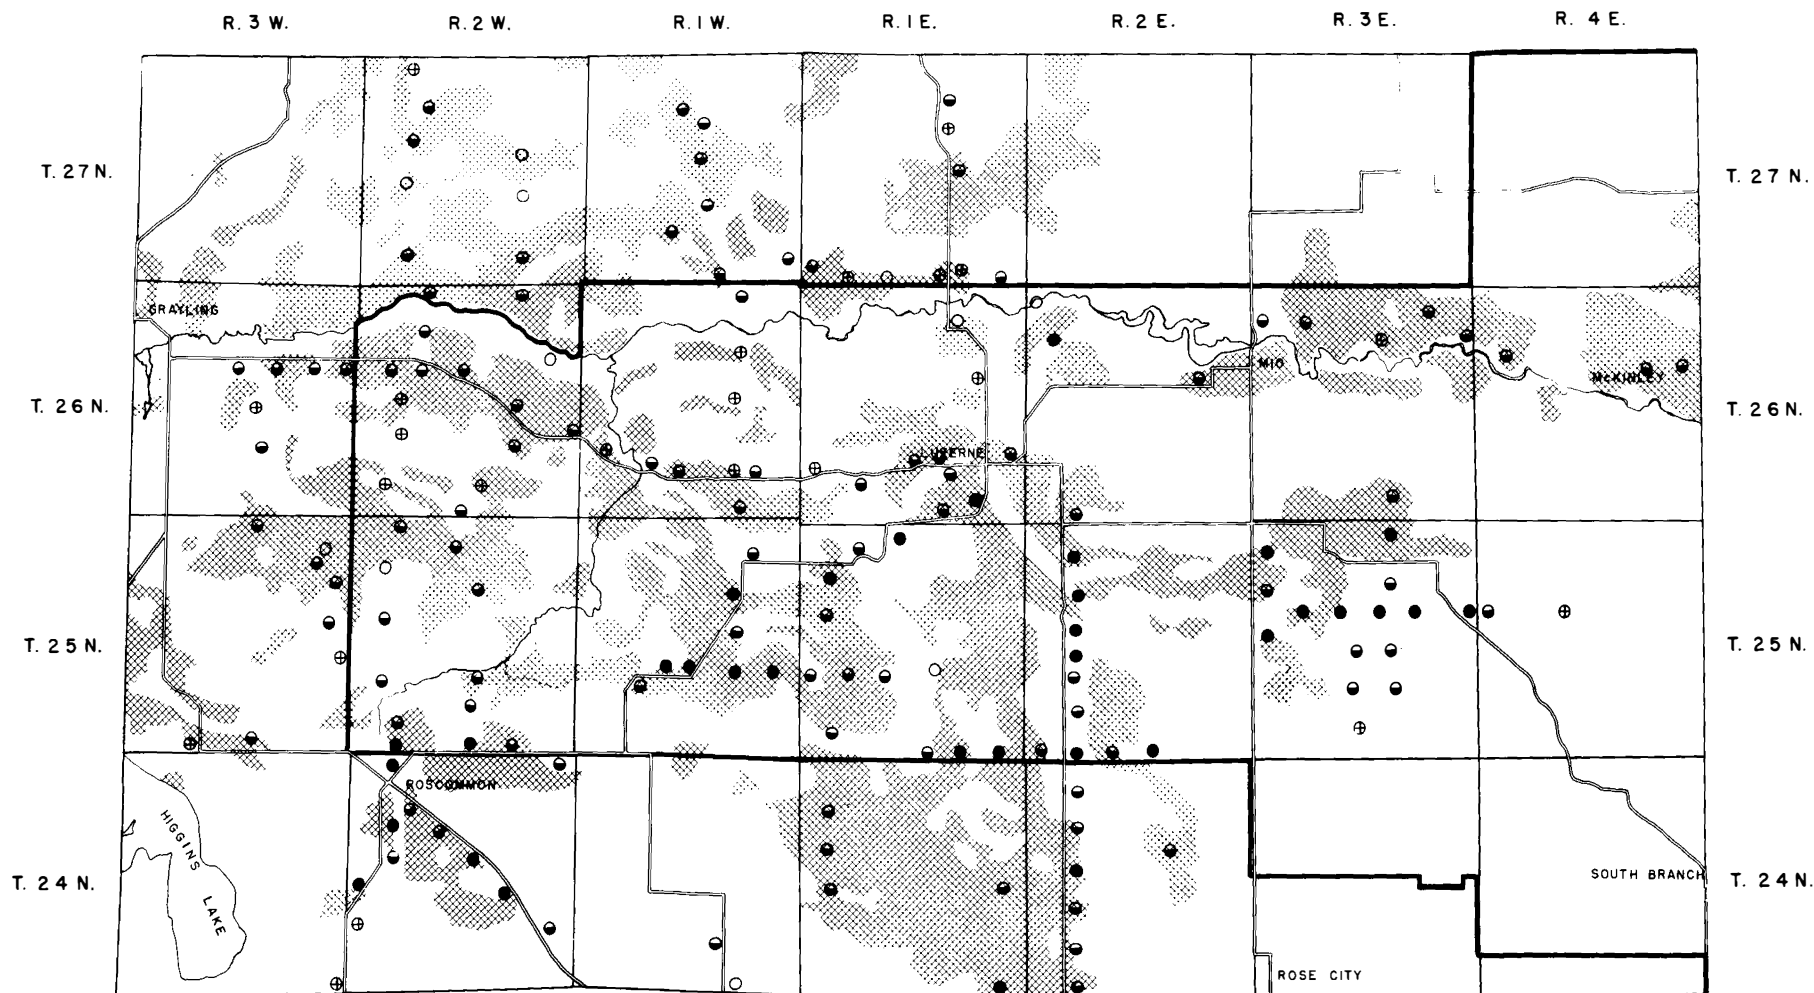 R. 3 W. R. 2 W. R. 1 W. R. 1 E. R. 2 E. R. 3 E. R. 4 E.
T. 27 N. T. 27 N.
GRAYLING
MIO
McKINLEY
T. 26 N. T. 26 N.
LUZERNE
T. 25 N. T. 25 N.
ROSCOMMON
HIGGINS
LAKE
SOUTH BRANCH
T. 24 N. T. 24 N.
ROSE CITY